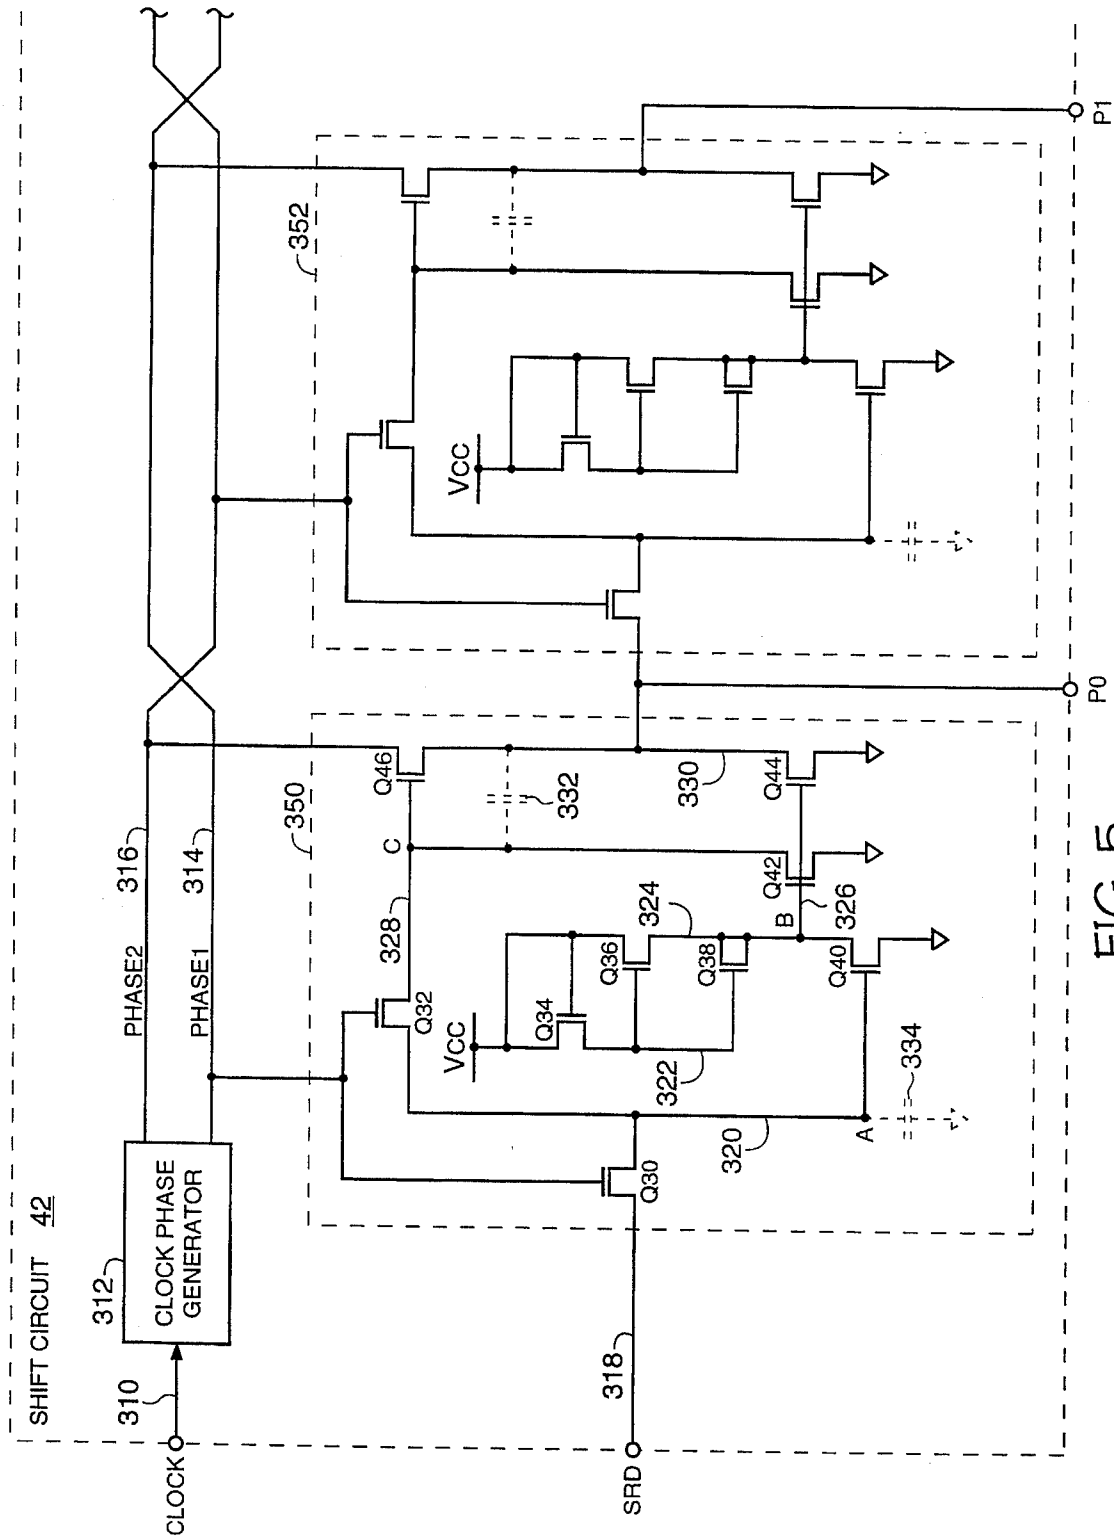 SHIFT CIRCUIT 42
CLOCK
310
312
CLOCK PHASE
GENERATOR
PHASE2
316
PHASE1
314
350
352
SRD
318
Q30
Q32
328
C
Q46
VCC
Q34
Q36
322
324
Q38
B
326
Q40
Q42
Q44
332
330
320
A
334
VCC
P0
P1
FIG. 5